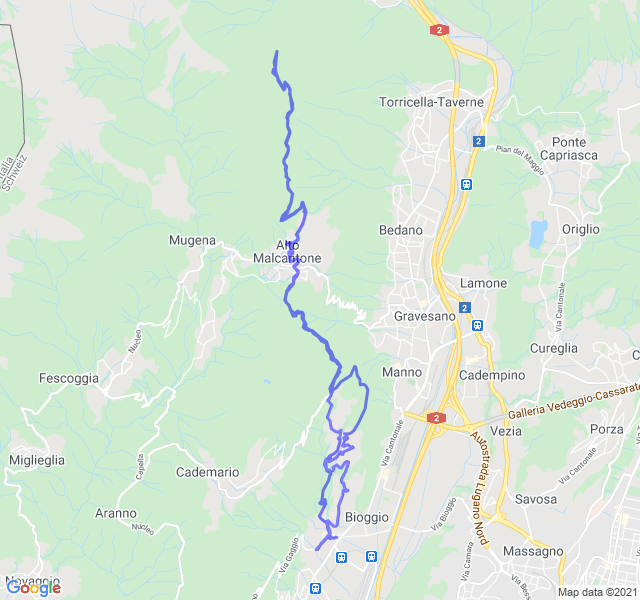 2
Torricella-Taverne
2
Ponte
Capriasca
Pian del Maggio
Italia
Schweiz
Mugena
Alto
Malcantone
Bedano
Origlio
Lamone
2
Gravesano
Via Cantonale
Nucleo
Cureglia
Fescoggia
Manno
Cadempino
Galleria Vedeggio-Cassarate
2
Vezia
Porza
Via Cantonale
Autostrada Lugano Nord
Miglieglia
Capella
Cademario
Via Cantonale
Savosa
Aranno
Nucleo
Bioggio
Via Bioggio
Massagno
Via Gaggio
Via Camara
Via Bess
Novaggio
Google
Map data ©2021